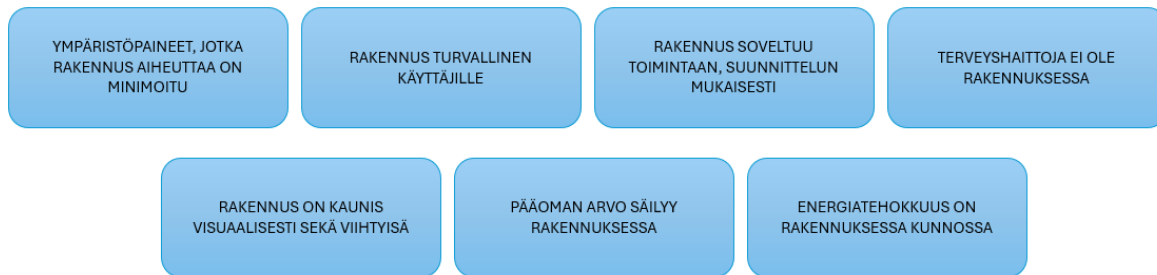 YMPÄRISTÖPAINEET, JOTKA
RAKENNUS AIHEUTTAA ON
MINIMOITU
RAKENNUS TURVALLINEN
KÄYTTÄJILLE
RAKENNUS SOVELTUU
TOIMINTAAN, SUUNNITTELUN
MUKAISESTI
TERVEYSHAITTOJA EI OLE
RAKENNUKSESSA
RAKENNUS ON KAUNIS
VISUAALISESTI SEKÄ VIIHTYISÄ
PÄÄOMAN ARVO SÄILYY
RAKENNUKSESSA
ENERGIATEHOKKUUS ON
RAKENNUKSESSA KUNNOSSA